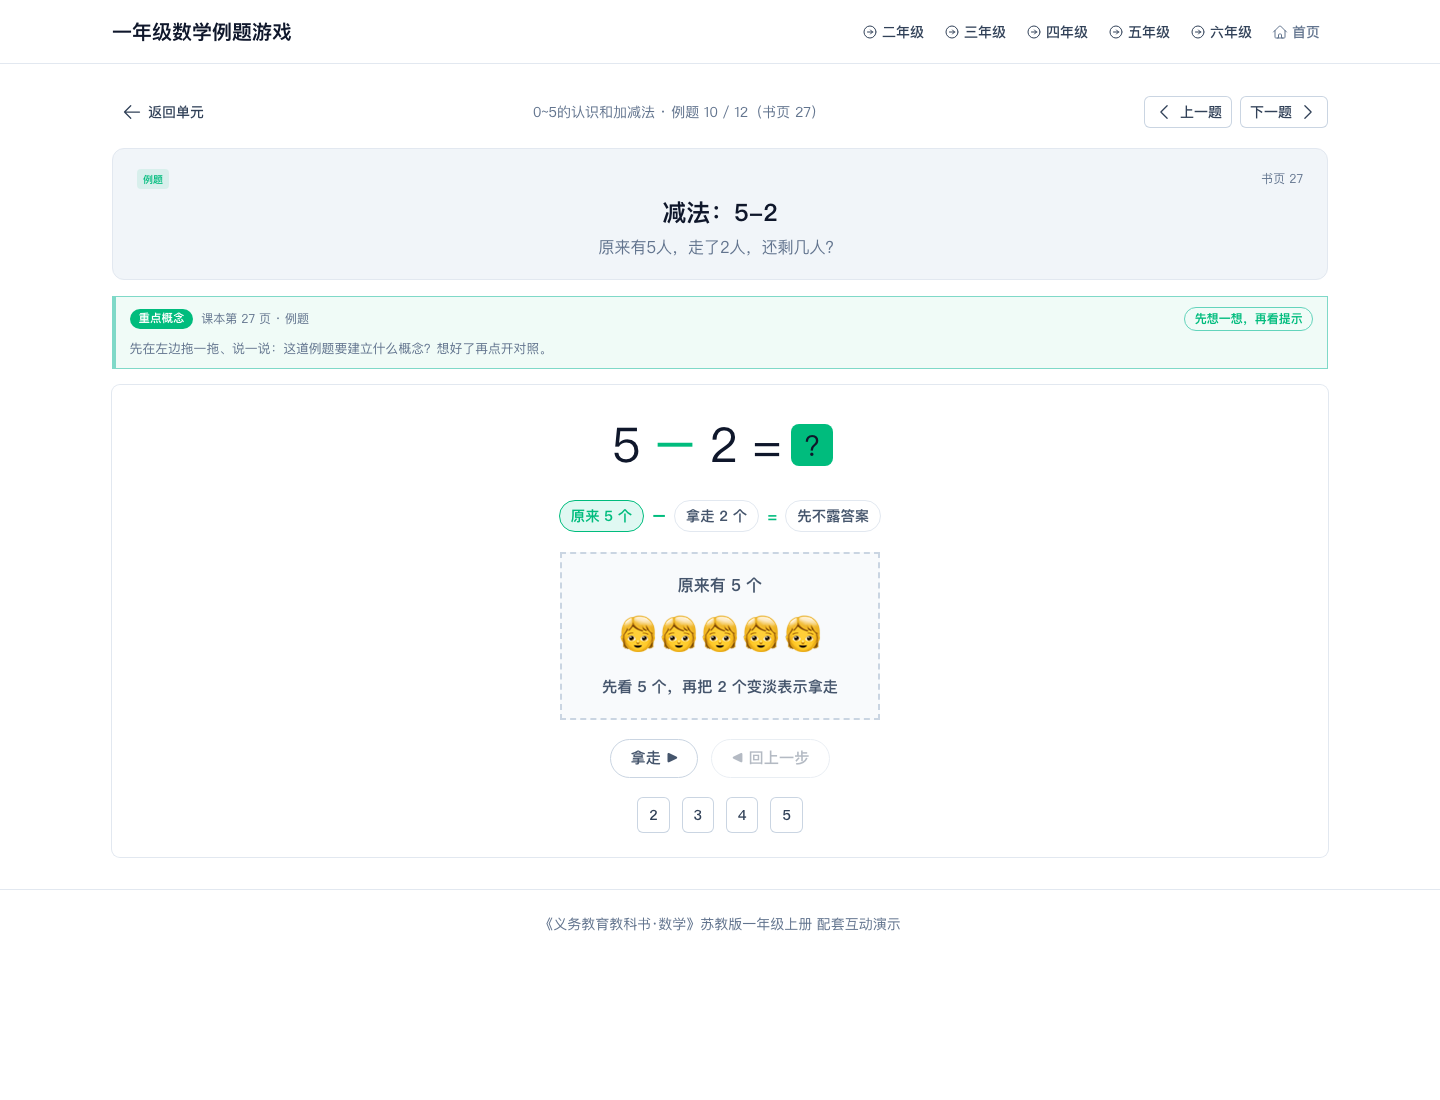 一年级数学例题游戏
二年级 三年级 四年级 五年级 六年级 首页
返回单元
0~5的认识和加减法 · 例题 10 / 12（书页 27）
上一题 下一题
例题
书页 27
减法：5−2
原来有5人，走了2人，还剩几人？
重点概念 课本第 27 页 · 例题
先想一想，再看提示
先在左边拖一拖、说一说：这道例题要建立什么概念？想好了再点开对照。
5 − 2 = ?
原来 5 个 − 拿走 2 个 = 先不露答案
原来有 5 个
先看 5 个，再把 2 个变淡表示拿走
拿走 ▶ ◀ 回上一步
2 3 4 5
《义务教育教科书·数学》苏教版一年级上册 配套互动演示